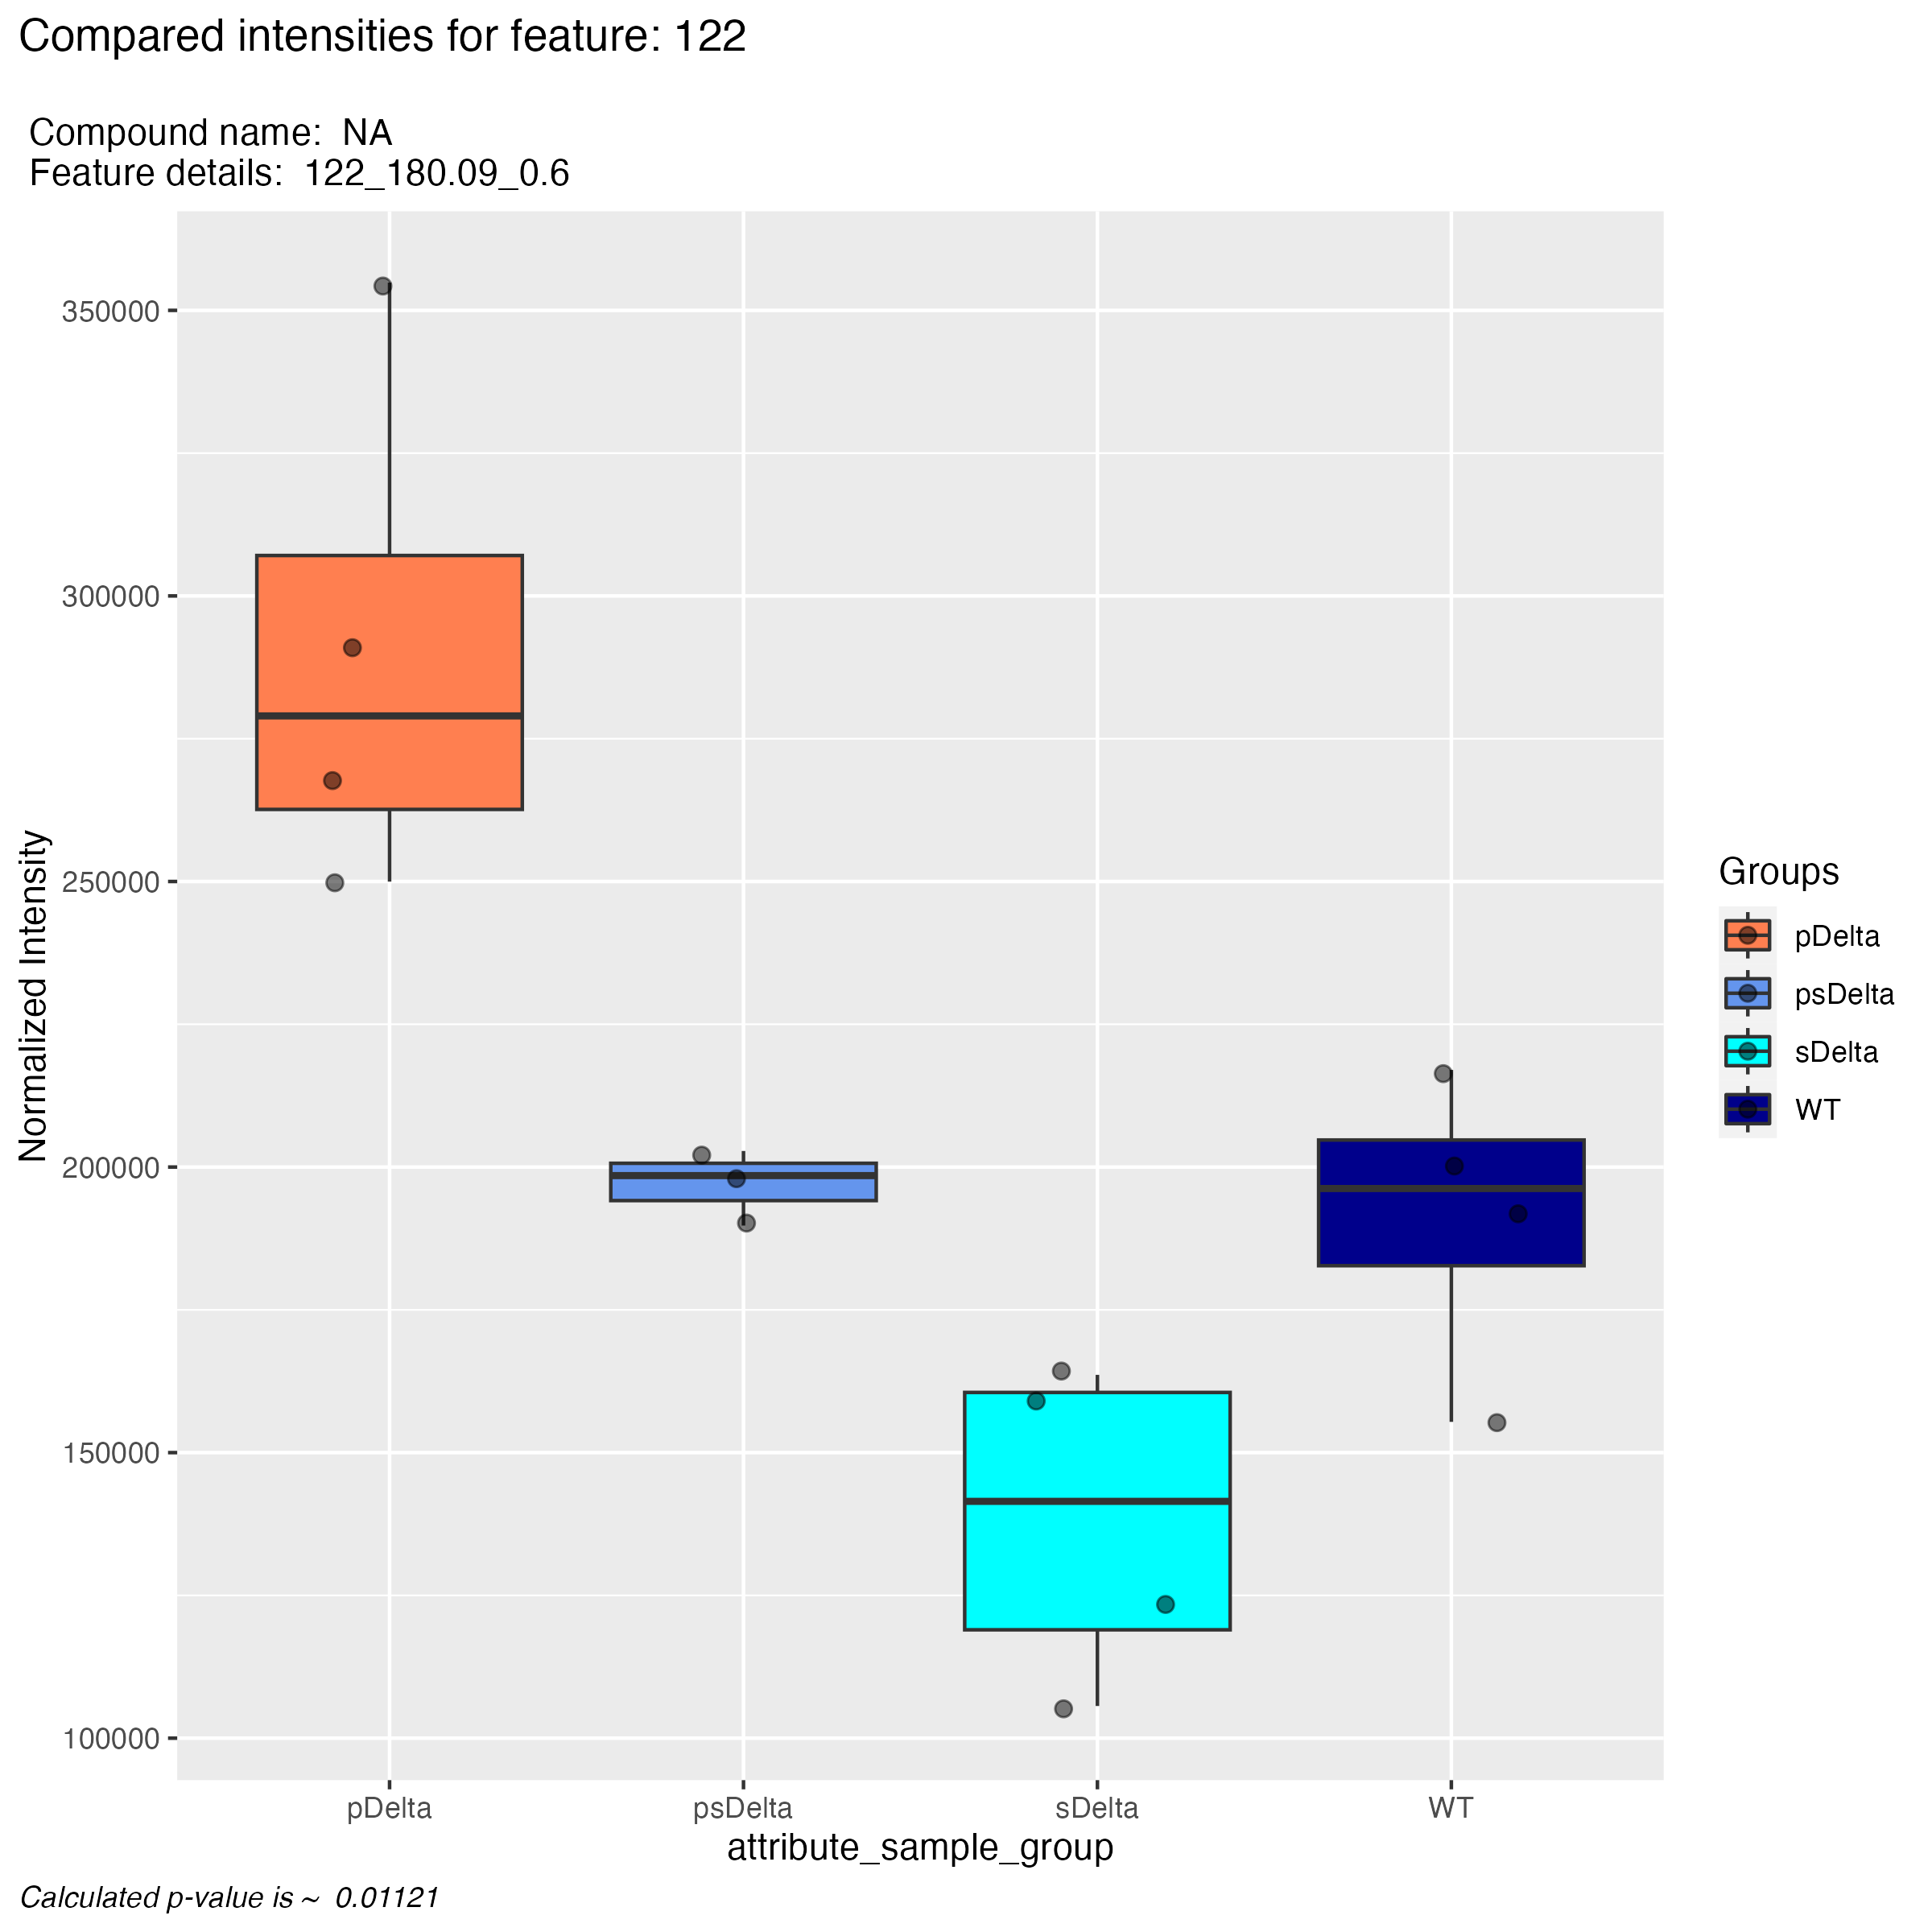 Compared intensities for feature: 122
Compound name:  NA
Feature details:  122_180.09_0.6
Normalized Intensity
350000
300000
250000
200000
150000
100000
pDelta
psDelta
sDelta
WT
attribute_sample_group
Groups
pDelta
psDelta
sDelta
WT
Calculated p-value is ~  0.01121